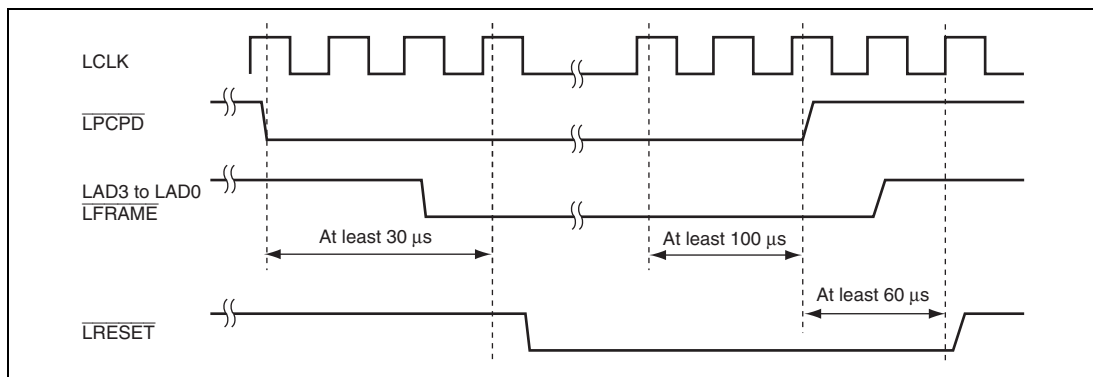 LCLK
LPCPD
LAD3 to LAD0
LFRAME
At least 30 μs
At least 100 μs
At least 60 μs
LRESET